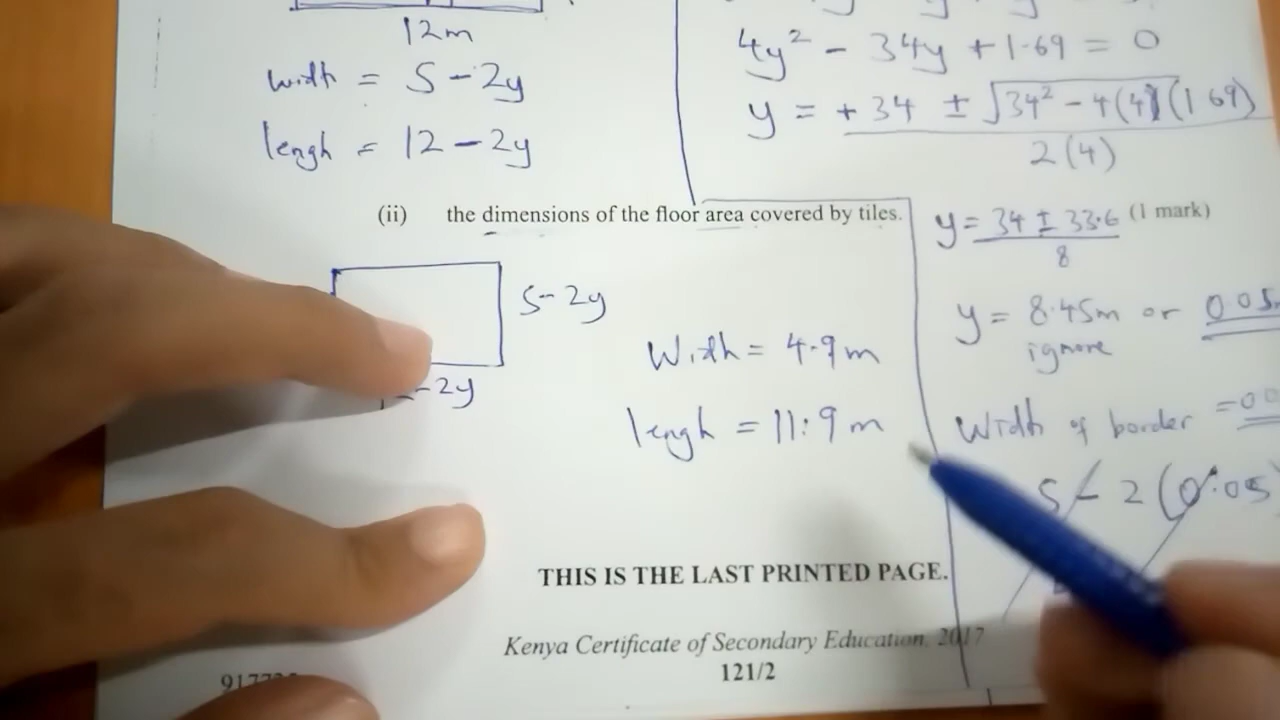 12m
width = 5-2y
lengh = 12-2y
4y² - 34y + 1.69 = 0
y = +34 ± √34² - 4(4)(1.69)
2(4)
(ii) the dimensions of the floor area covered by tiles. (1 mark)
5-2y
-2y
Width = 4.9m
lengh = 11.9m
y = 34 ± 33.6
8
y = 8.45m or 0.05
ignore
Width of border =
5-2(0.05)
THIS IS THE LAST PRINTED PAGE.
Kenya Certificate of Secondary Education, 2017
121/2